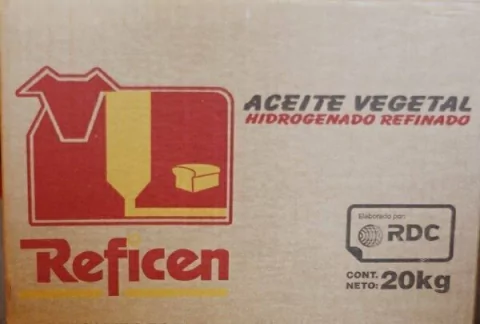 ACEITE VEGETAL
HIDROGENADO REFINADO
Reficen
Elaborado por:
RDC
CONT.
NETO: 20kg